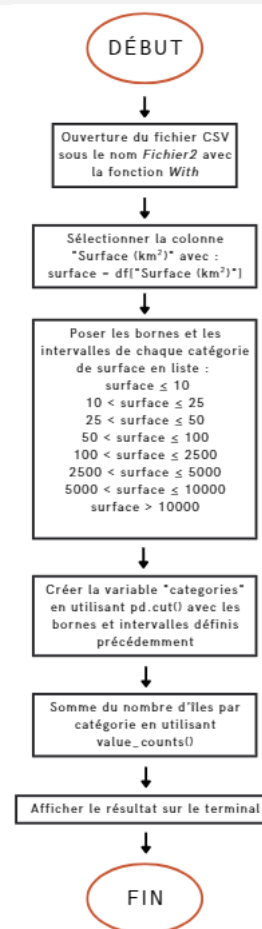 DÉBUT
Ouverture du fichier CSV
sous le nom Fichier2 avec
la fonction With
Sélectionner la colonne
"Surface (km²)" avec :
surface = df["Surface (km²)"]
Poser les bornes et les
intervalles de chaque catégorie
de surface en liste :
surface ≤ 10
10 < surface ≤ 25
25 < surface ≤ 50
50 < surface ≤ 100
100 < surface ≤ 2500
2500 < surface ≤ 5000
5000 < surface ≤ 10000
surface > 10000
Créer la variable "categories"
en utilisant pd.cut() avec les
bornes et intervalles définis
précédemment
Somme du nombre d'îles par
catégorie en utilisant
value_counts()
Afficher le résultat sur le terminal
FIN